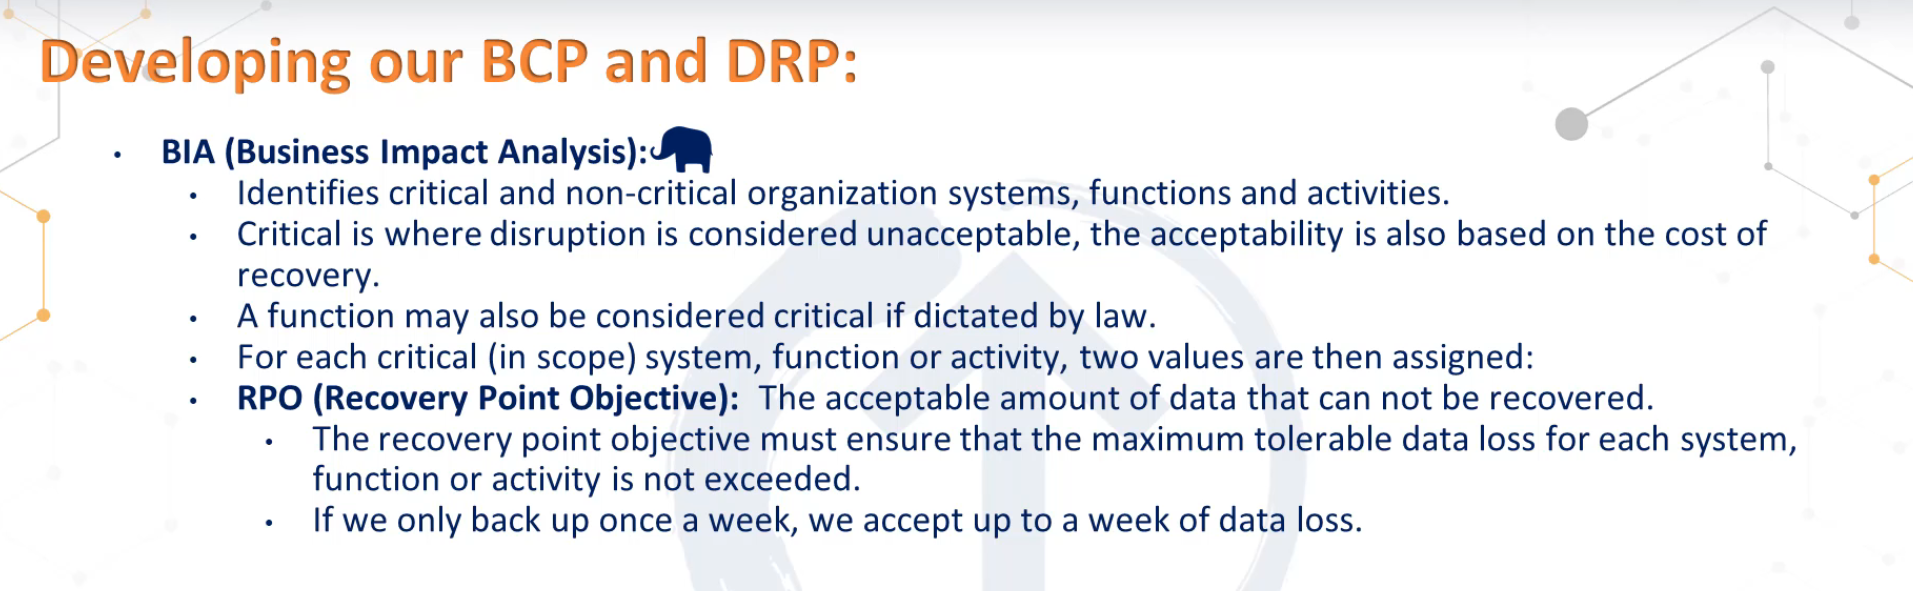 Developing our BCP and DRP:
• BIA (Business Impact Analysis):
• Identifies critical and non-critical organization systems, functions and activities.
• Critical is where disruption is considered unacceptable, the acceptability is also based on the cost of
recovery.
• A function may also be considered critical if dictated by law.
• For each critical (in scope) system, function or activity, two values are then assigned:
• RPO (Recovery Point Objective): The acceptable amount of data that can not be recovered.
• The recovery point objective must ensure that the maximum tolerable data loss for each system,
function or activity is not exceeded.
• If we only back up once a week, we accept up to a week of data loss.